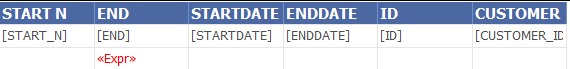 START N END STARTDATE ENDDATE ID CUSTOMER
[START_N] [END] [STARTDATE] [ENDDATE] [ID] [CUSTOMER_ID
«Expr»